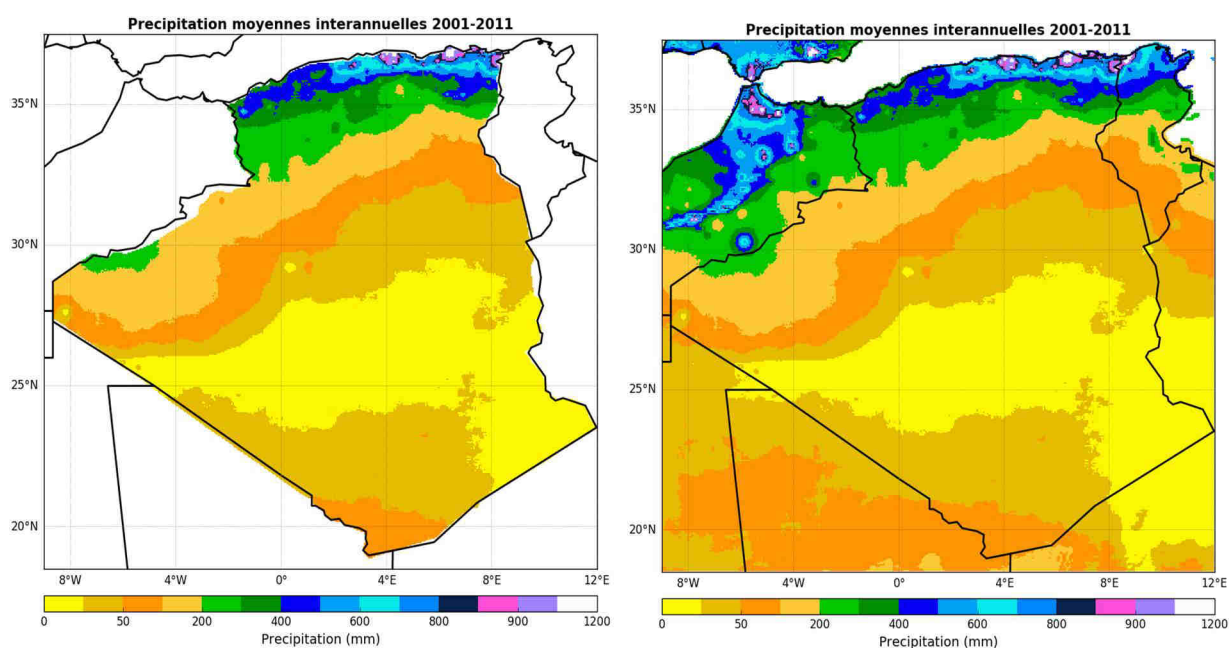 Precipitation moyennes interannuelles 2001-2011
35°N
30°N
25°N
20°N
8°W 4°W 0° 4°E 8°E 12°E
0 50 200 400 600 800 900 1200
Precipitation (mm)
Precipitation moyennes interannuelles 2001-2011
35°N
30°N
25°N
20°N
8°W 4°W 0° 4°E 8°E 12°E
0 50 200 400 600 800 900 1200
Precipitation (mm)